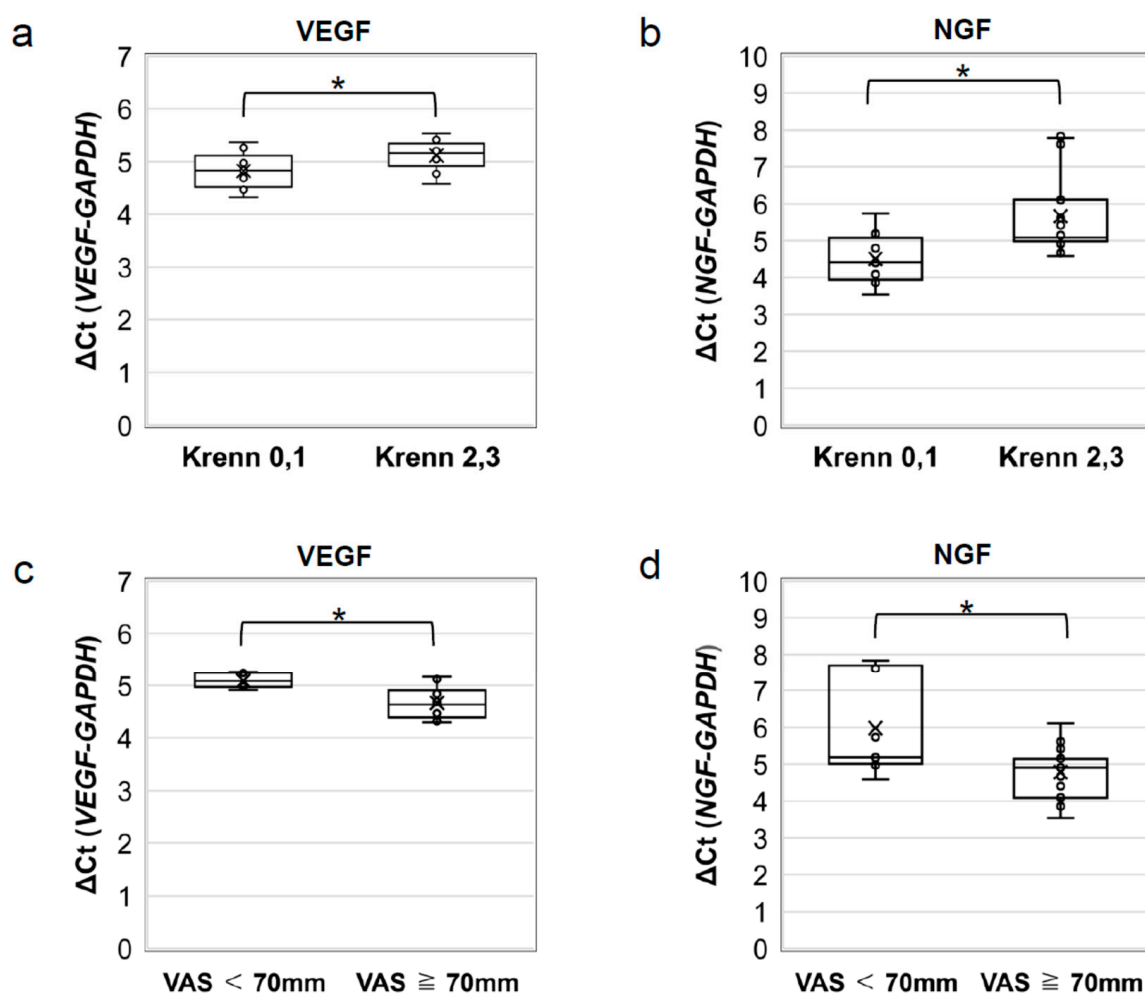 a
VEGF
7
6
5
4
3
2
1
0
ΔCt (VEGF-GAPDH)
*
Krenn 0,1 Krenn 2,3
b
NGF
10
9
8
7
6
5
4
3
2
1
0
ΔCt (NGF-GAPDH)
*
Krenn 0,1 Krenn 2,3
c
VEGF
7
6
5
4
3
2
1
0
ΔCt (VEGF-GAPDH)
*
VAS < 70mm VAS ≧ 70mm
d
NGF
10
9
8
7
6
5
4
3
2
1
0
ΔCt (NGF-GAPDH)
*
VAS < 70mm VAS ≧ 70mm